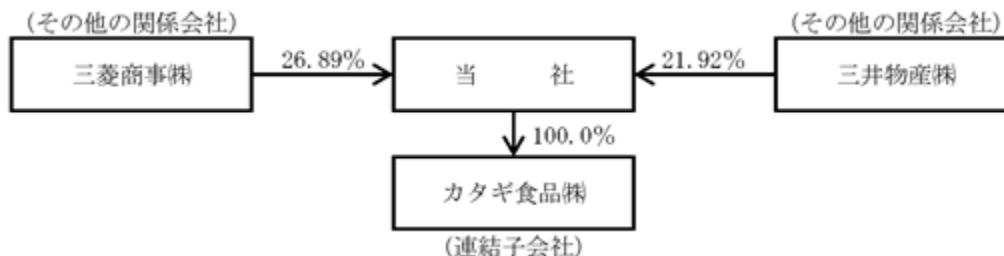 (その他の関係会社)
(その他の関係会社)
三菱商事㈱
26.89%
当 社
21.92%
三井物産㈱
100.0%
カタギ食品㈱
(連結子会社)